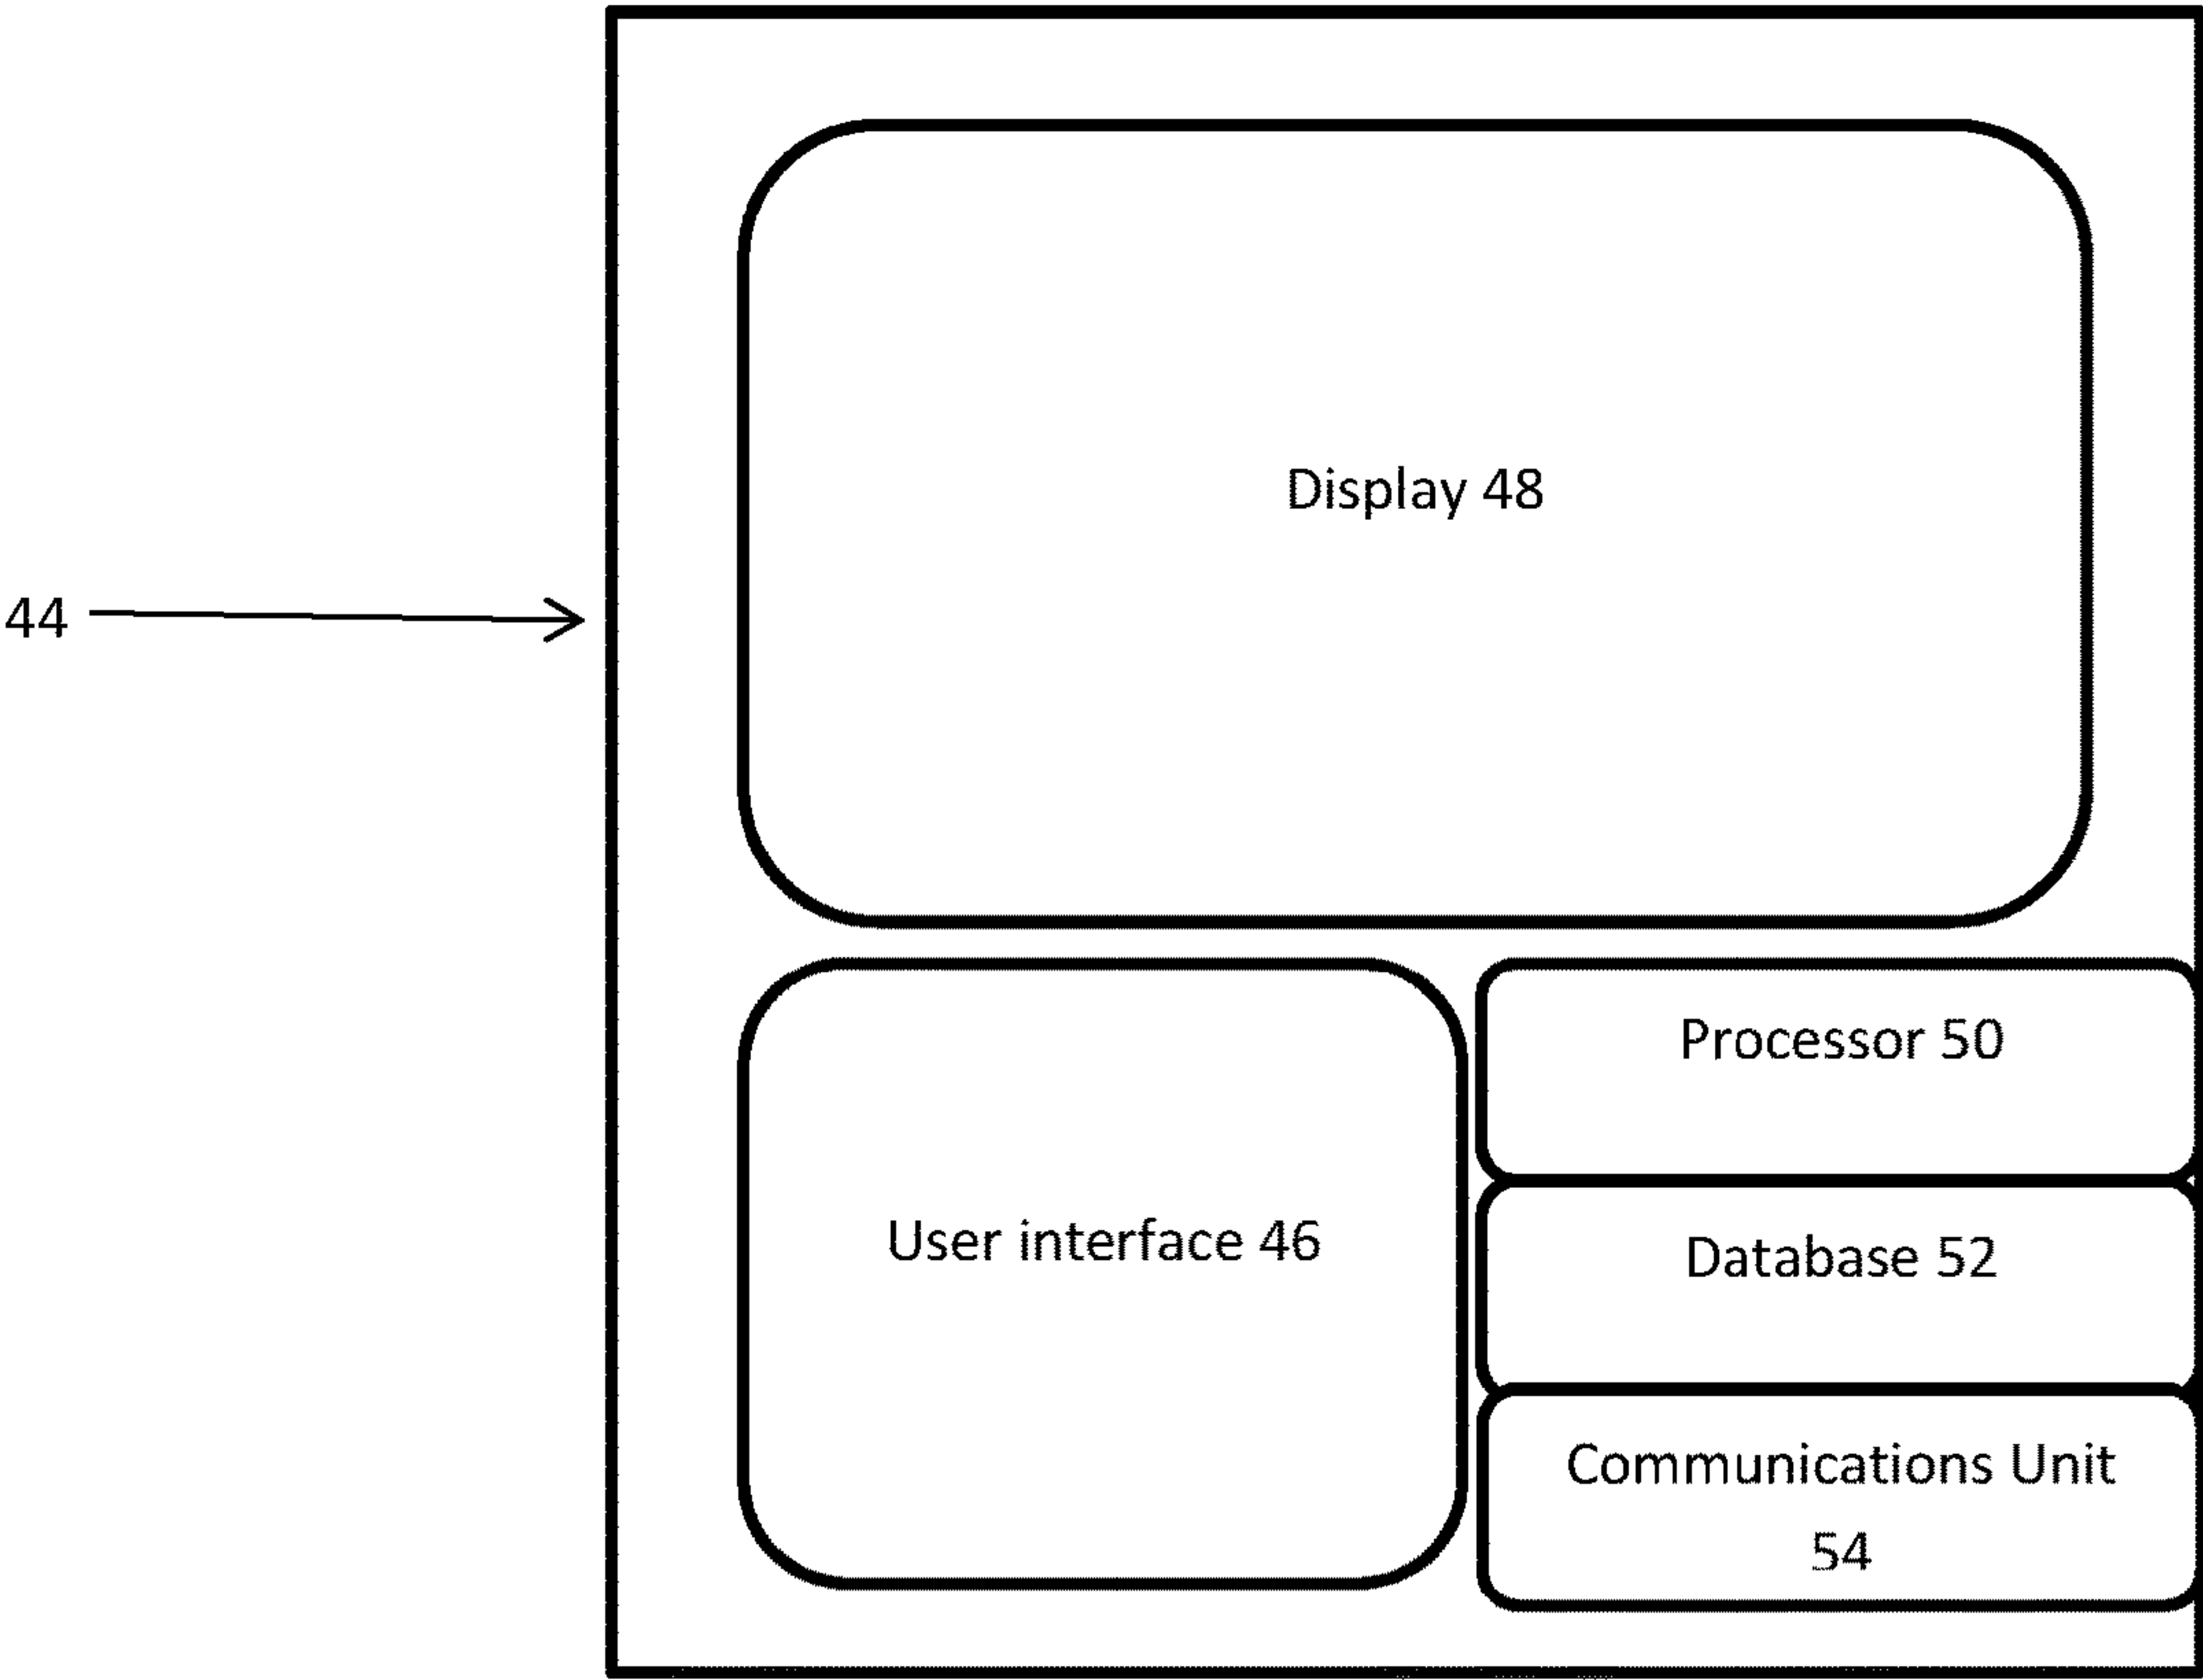 Display 48
44
Processor 50
User interface 46
Database 52
Communications Unit
54